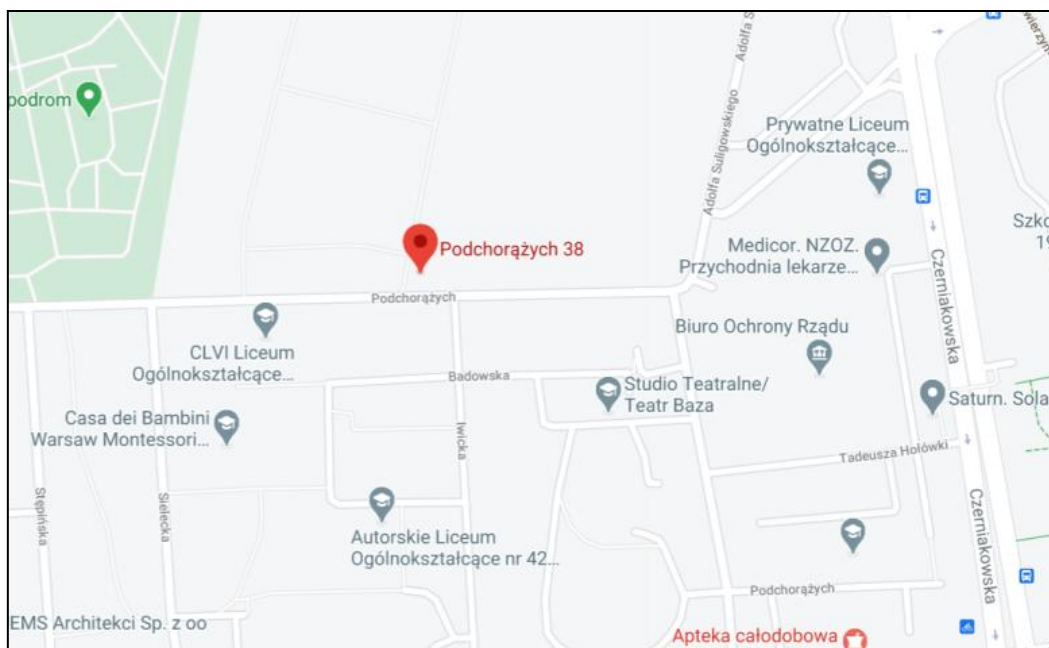 podrom
Adolfa Suligowskiego
Adolfa S
Prywatne Liceum
Ogólnokształcące...
Podchorążych 38
Medicor. NZOZ.
Przychodnia lekarze...
Szko
19
Czerniakowska
Podchorążych
CLVI Liceum
Ogólnokształcące...
Biuro Ochrony Rządu
Badowska
Studio Teatralne/
Teatr Baza
Saturn. Sola
Casa dei Bambini
Warsaw Montessori...
Iwicka
Tadeusza Hołówki
Stępińska
Sielecka
Czerniakowska
Autorskie Liceum
Ogólnokształcące nr 42...
Podchorążych
EMS Architekci Sp. z oo
Apteka całodobowa